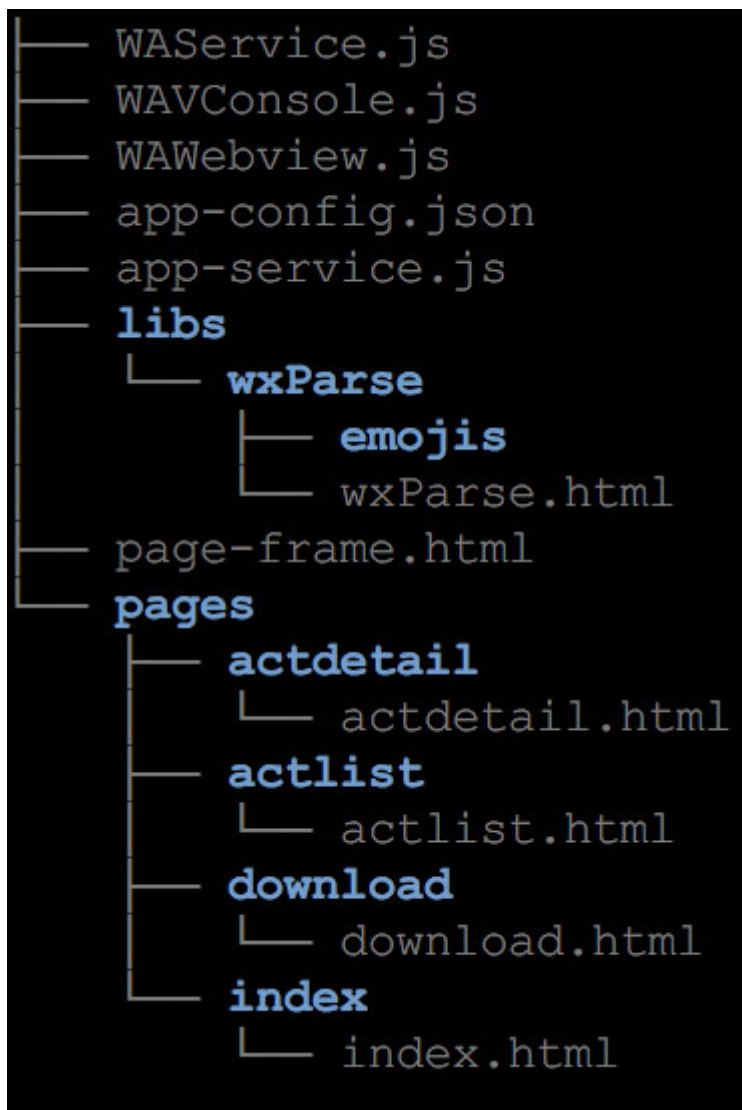 ├── WAService.js
├── WAVConsole.js
├── WAWebview.js
├── app-config.json
├── app-service.js
├── libs
│   └── wxParse
│       ├── emojis
│       └── wxParse.html
├── page-frame.html
└── pages
    ├── actdetail
    │   └── actdetail.html
    ├── actlist
    │   └── actlist.html
    ├── download
    │   └── download.html
    └── index
        └── index.html